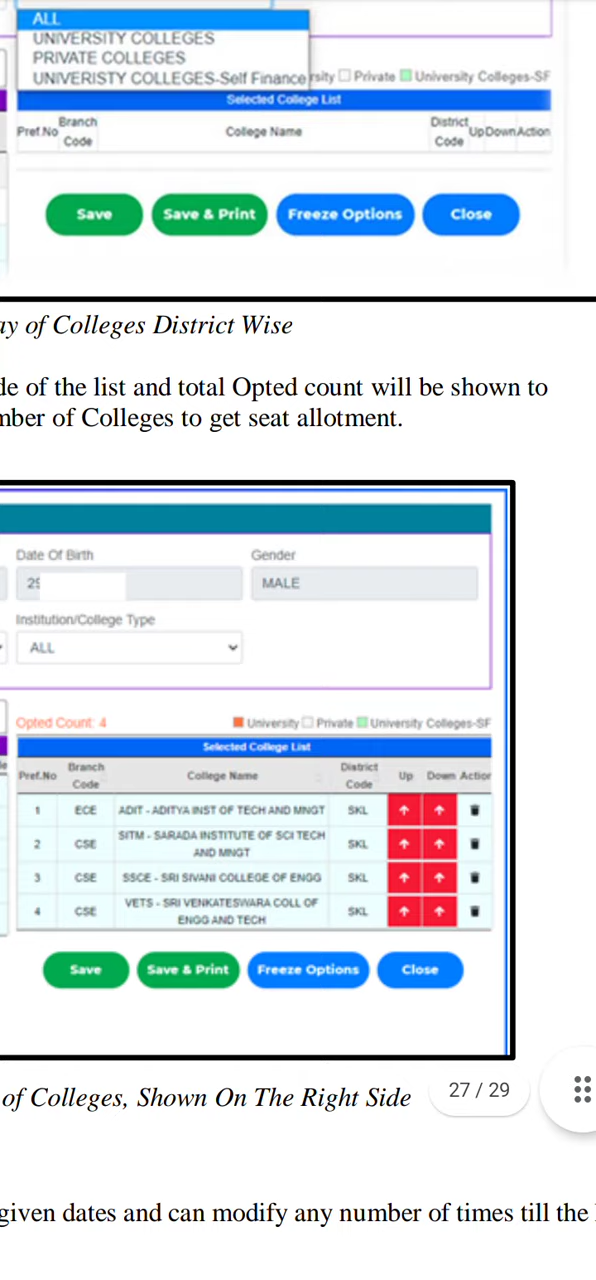 ALL
UNIVERSITY COLLEGES
PRIVATE COLLEGES
UNIVERISTY COLLEGES-Self Finance
rsity Private University Colleges-SF
Selected College List
Pref.No Branch Code College Name District Code Up Down Action
Save Save & Print Freeze Options Close
ay of Colleges District Wise
de of the list and total Opted count will be shown to
mber of Colleges to get seat allotment.
Date Of Birth Gender
29 MALE
Institution/College Type
ALL
Opted Count: 4 University Private University Colleges-SF
Selected College List
Pref.No Branch Code College Name District Code Up Down Action
1 ECE ADIT - ADITYA INST OF TECH AND MNGT SKL
2 CSE SITM - SARADA INSTITUTE OF SCI TECH AND MNGT SKL
3 CSE SSCE - SRI SIVANI COLLEGE OF ENGG SKL
4 CSE VETS - SRI VENKATESWARA COLL OF ENGG AND TECH SKL
Save Save & Print Freeze Options Close
of Colleges, Shown On The Right Side
27 / 29
given dates and can modify any number of times till the